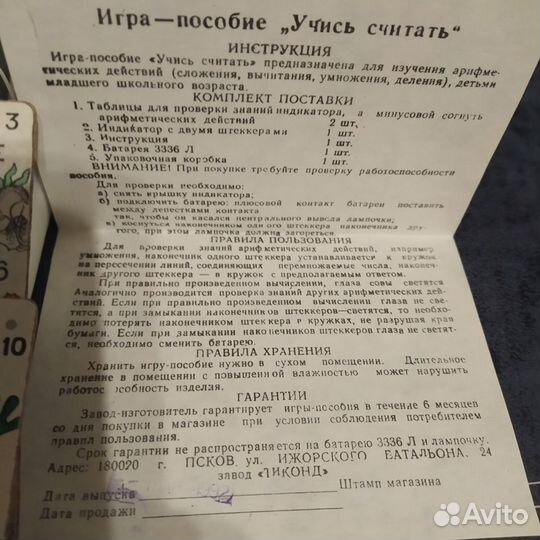 Игра—пособие „Учись считать"
ИНСТРУКЦИЯ
Игра-пособие «Учись считать» предназначена для изучения арифме-
тических действий (сложения, вычитания, умножения, деления), детьми
младшего школьного возраста.
КОМПЛЕКТ ПОСТАВКИ
1. Таблицы для проверки знаний индикатора, а минусовой согнуть
арифметических действий 2 шт,
2. Индикатор с двумя штеккерами 1 шт.
3. Инструкция 1 шт.
4. Батарея 3336 Л 1 шт.
5. Упаковочная коробка 1 шт.
ВНИМАНИЕ! При покупке требуйте проверку работоспособности
пособия.
Для проверки необходимо:
а) снять крышку индикатора;
б) подключить батарею: плюсовой контакт батареи поставить
между лепестками контакта
так, чтобы он касался центрального вывода лампочки;
в) коснуться наконечником одного штеккера наконечника дру-
гого, при этом лампочка должна загореться.
ПРАВИЛА ПОЛЬЗОВАНИЯ
Для проверки знаний арифметических действий, например
умножения, наконечник одного штеккера устанавливается в кружок
на пересечении линий, соединяющих перемножаемые числа, наконеч-
ник другого штеккера — в кружок с предполагаемым ответом.
При правильно произведенном вычислении, глаза совы светятся
Аналогично производится проверка знаний других арифметических дей-
ствий. Если при правильно произведенном вычислении глаза не све-
тятся, а при замыкании наконечников штеккеров—светятся, то необхо-
димо потереть наконечником штеккера в кружках, не разрушая края
бумаги. Если при замыкании наконечников штеккеров глаза не светят-
ся, необходимо сменить батарею.
ПРАВИЛА ХРАНЕНИЯ
Хранить игру-пособие нужно в сухом помещении. Длительное
хранение в помещении с повышенной влажностью может нарушить
работоспособность изделия.
ГАРАНТИИ
Завод-изготовитель гарантирует игры-пособия в течение 6 месяцев
со дня покупки в магазине при условии соблюдения потребителем
правил пользования.
Срок гарантии не распространяется на батарею 3336 Л и лампочку.
Адрес: 180020 г. ПСКОВ, ул. ИЖОРСКОГО БАТАЛЬОНА, 24
завод «ЛИКОНД»
Дата выпуска Штамп магазина
Дата продажи
3
6
10
Avito